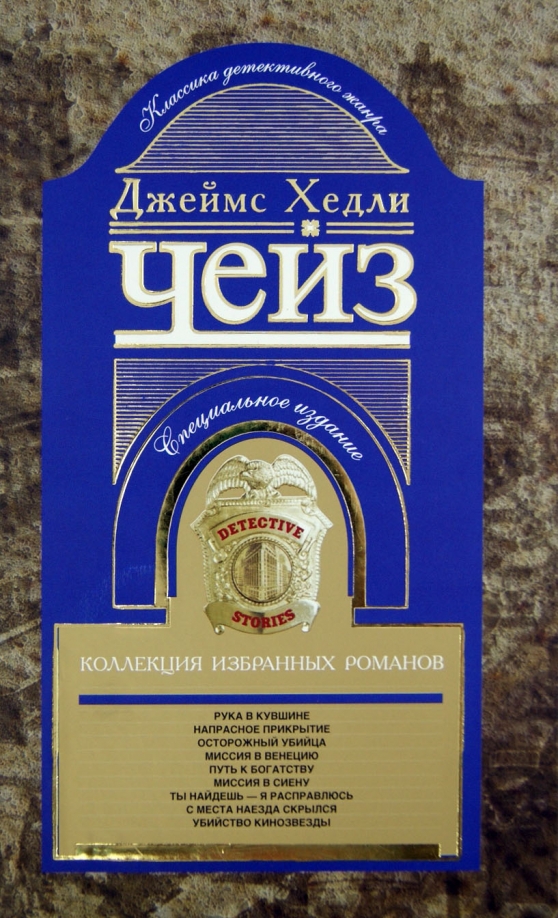 Классика детективного жанра
Джеймс Хедли
Чейз
Специальное издание
DETECTIVE
STORIES
КОЛЛЕКЦИЯ ИЗБРАННЫХ РОМАНОВ
РУКА В КУВШИНЕ
НАПРАСНОЕ ПРИКРЫТИЕ
ОСТОРОЖНЫЙ УБИЙЦА
МИССИЯ В ВЕНЕЦИЮ
ПУТЬ К БОГАТСТВУ
МИССИЯ В СИЕНУ
ТЫ НАЙДЕШЬ — Я РАСПРАВЛЮСЬ
С МЕСТА НАЕЗДА СКРЫЛСЯ
УБИЙСТВО КИНОЗВЕЗДЫ